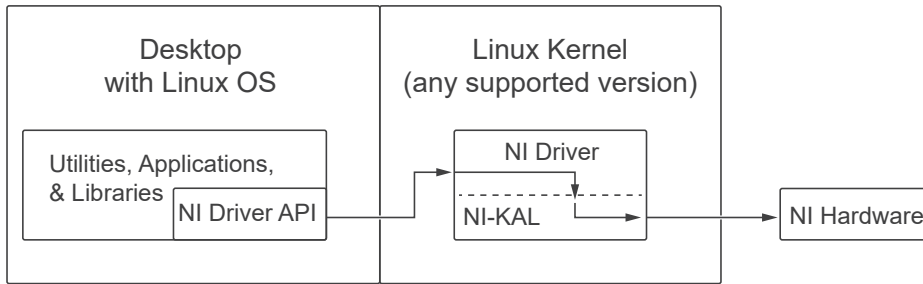 Desktop
with Linux OS
Linux Kernel
(any supported version)
Utilities, Applications,
& Libraries
NI Driver API
NI Driver
NI-KAL
NI Hardware